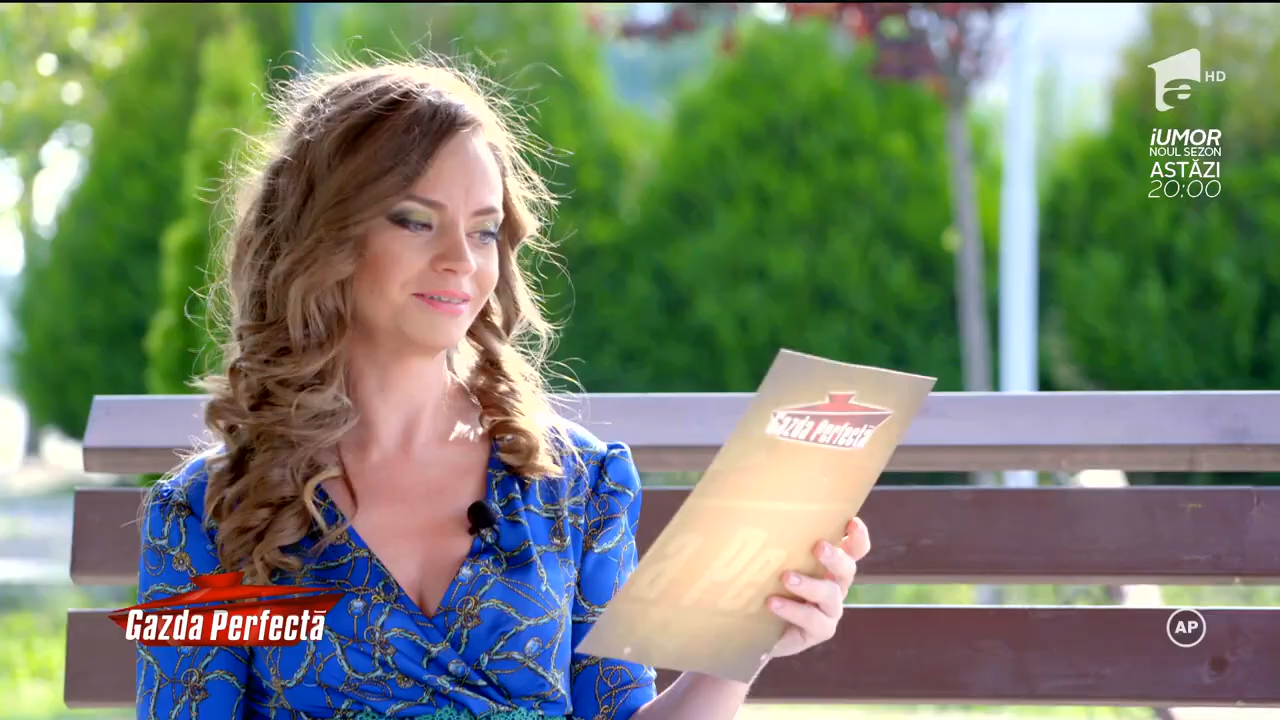 HD
iUMOR
NOUL SEZON
ASTĂZI
20:00
Gazda Perfectă
Gazda Perfectă
AP